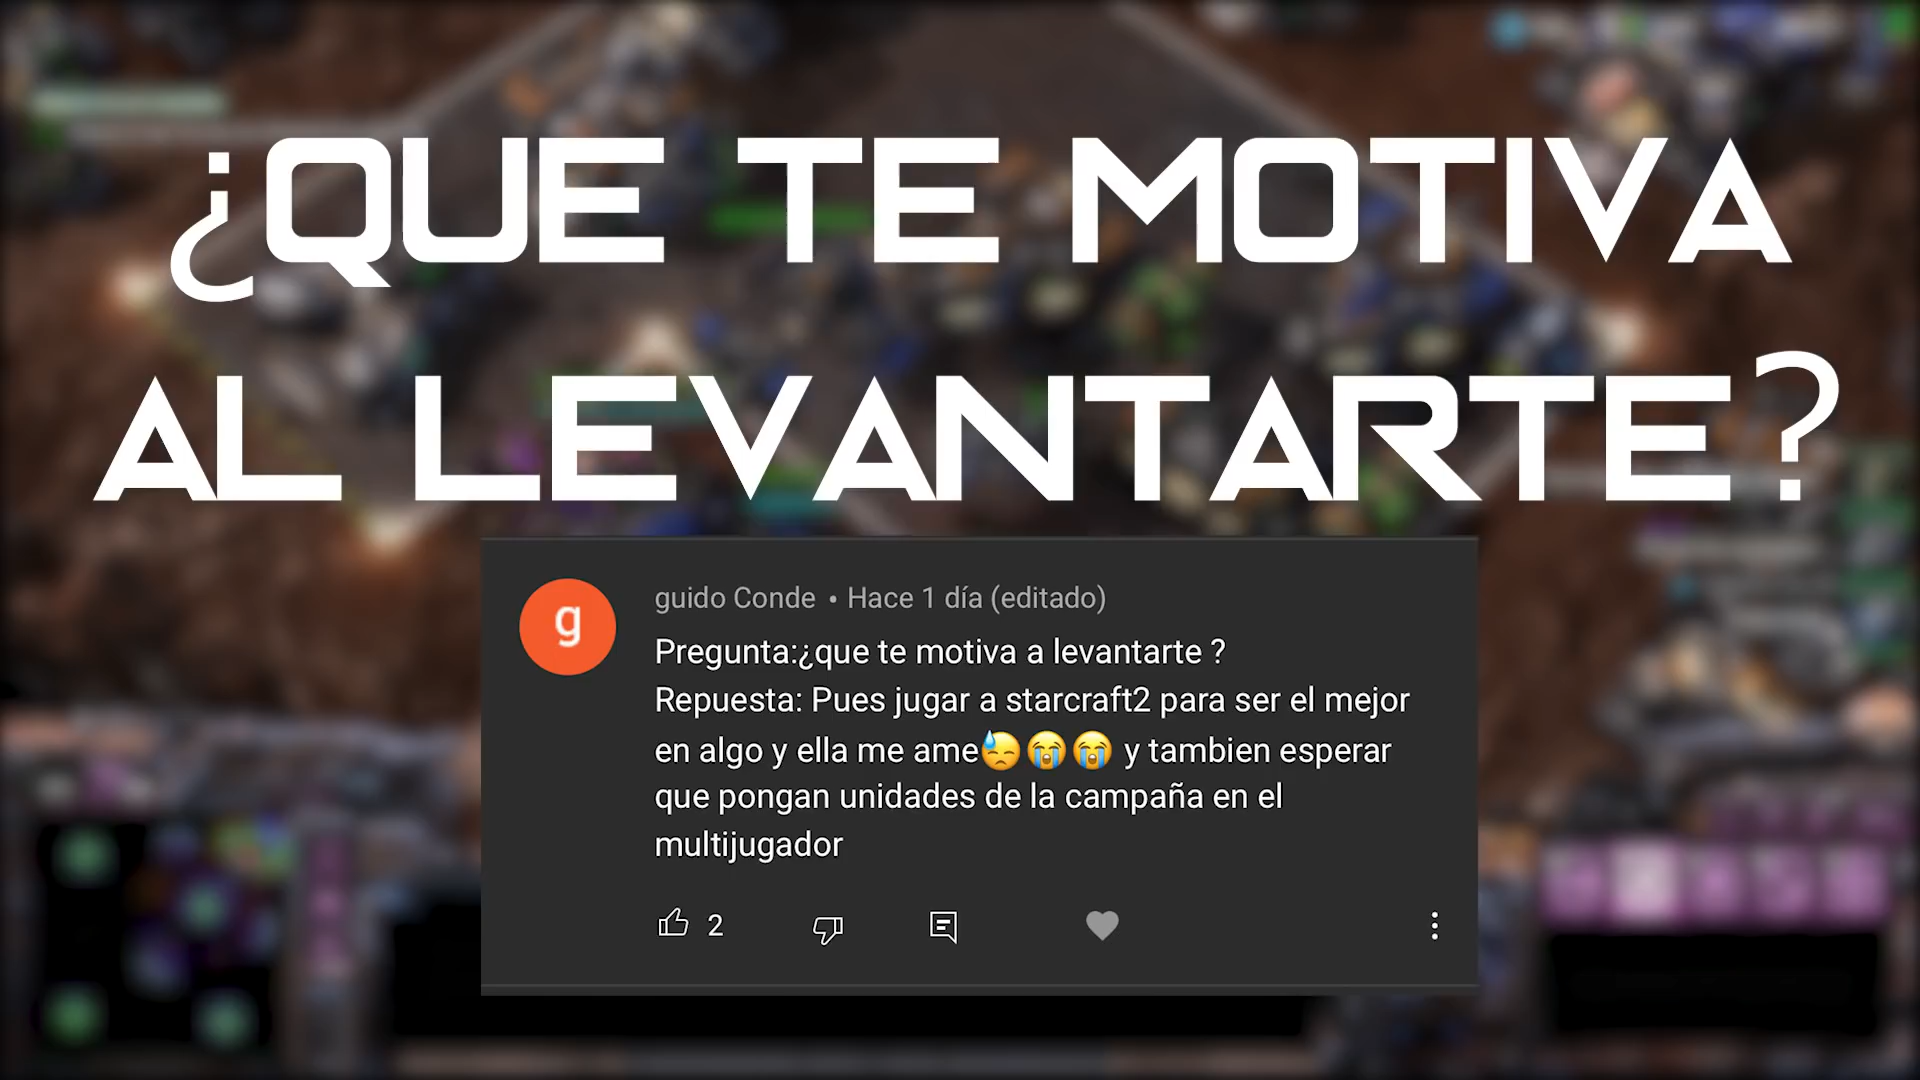 ¿QUE TE MOTIVA
AL LEVANTARTE?
g
guido Conde • Hace 1 día (editado)
Pregunta:¿que te motiva a levantarte ?
Repuesta: Pues jugar a starcraft2 para ser el mejor
en algo y ella me ame😓😭😭 y tambien esperar
que pongan unidades de la campaña en el
multijugador
2